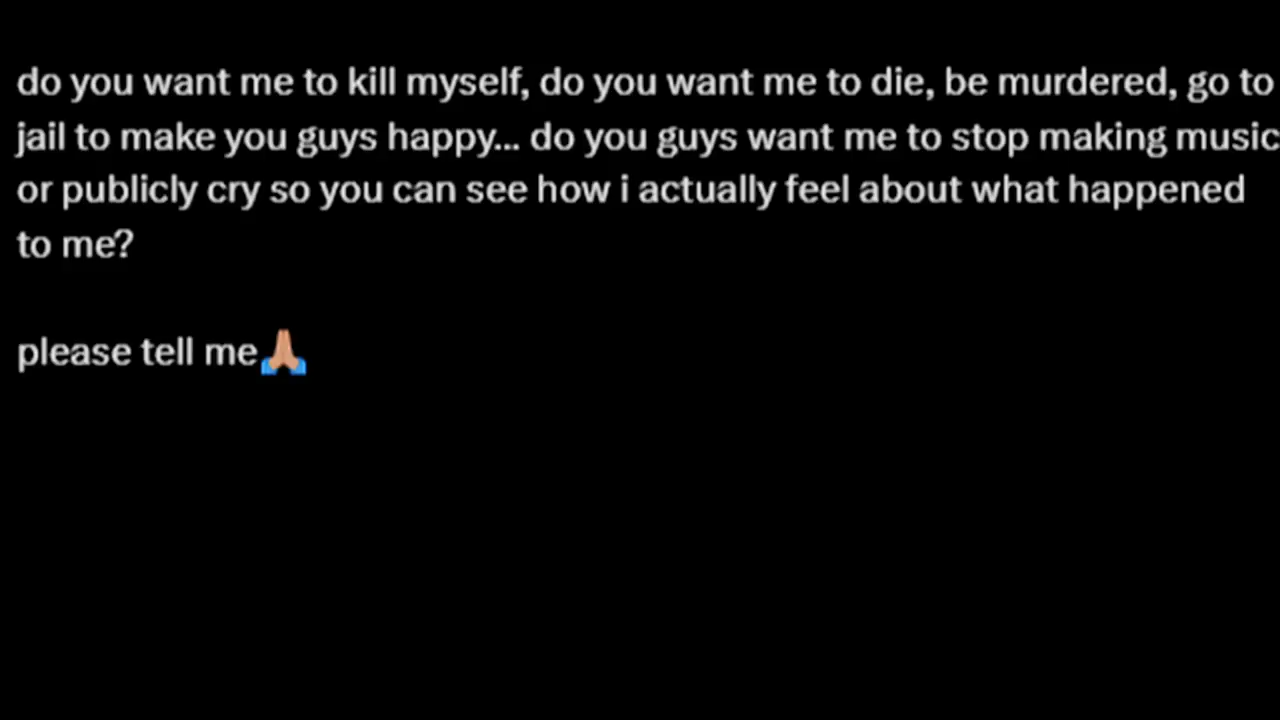 do you want me to kill myself, do you want me to die, be murdered, go to
jail to make you guys happy... do you guys want me to stop making music
or publicly cry so you can see how i actually feel about what happened
to me?
please tell me🙏🏼